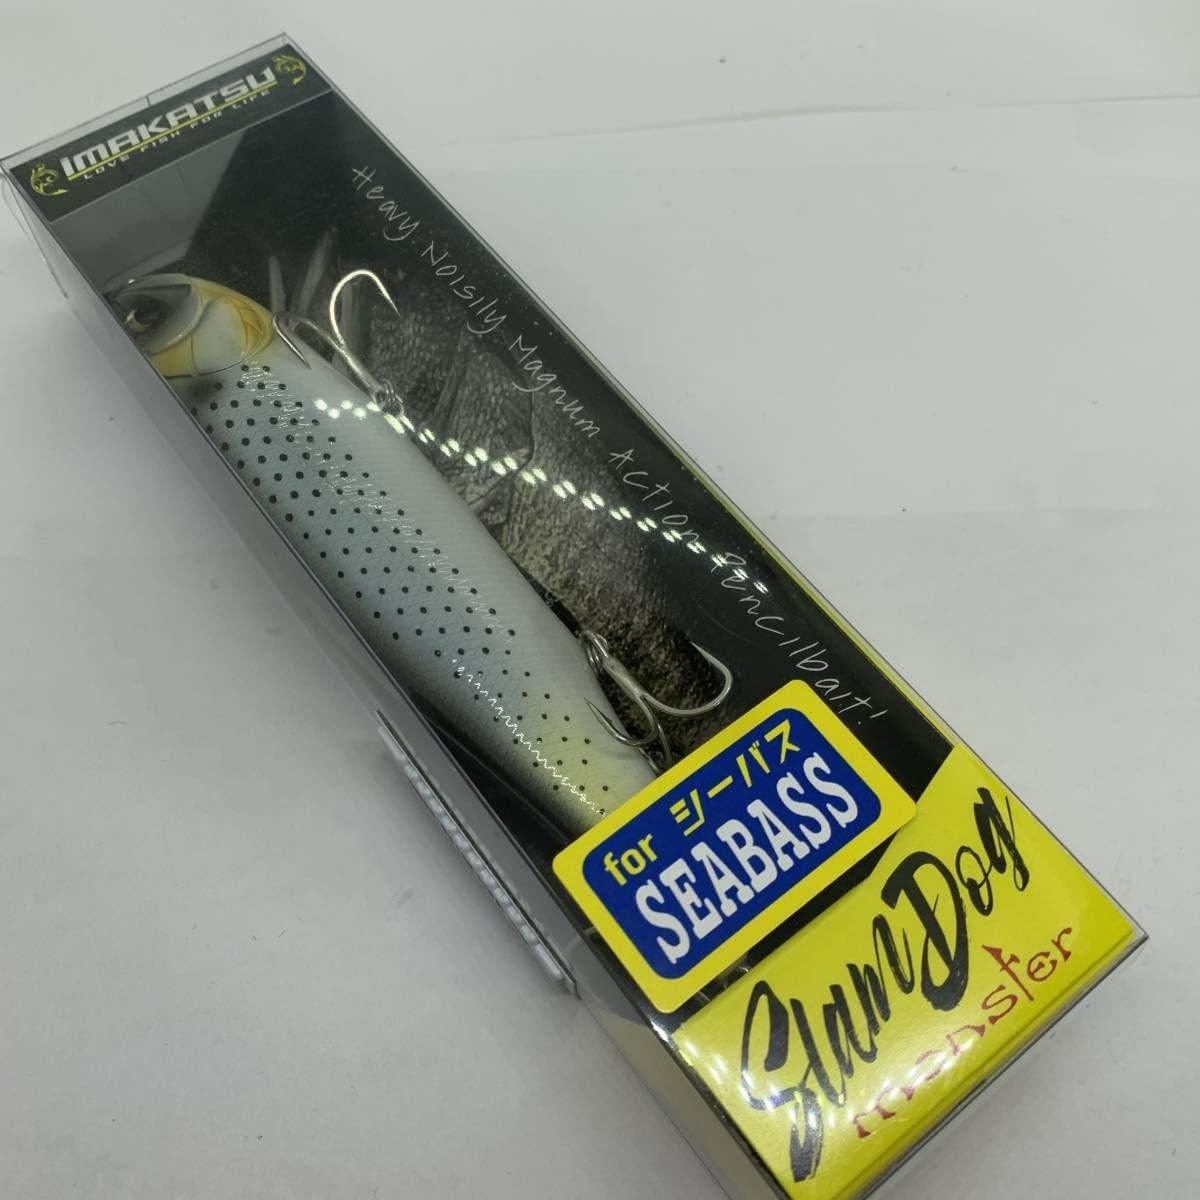 IMAKATSU
LOVE FISH FOR LIFE
Heavy Noisily Magnum Action Pencilbait!
for シーバス
SEABASS
SlamDog
monster